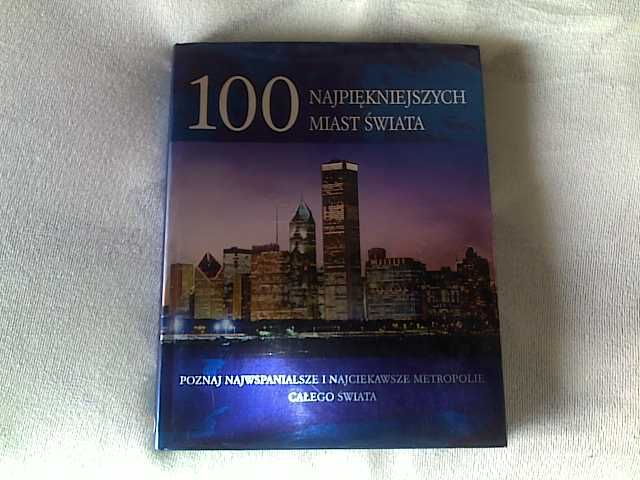 100 NAJPIĘKNIEJSZYCH
MIAST ŚWIATA
POZNAJ NAJWSPANIALSZE I NAJCIEKAWSZE METROPOLIE
CAŁEGO ŚWIATA